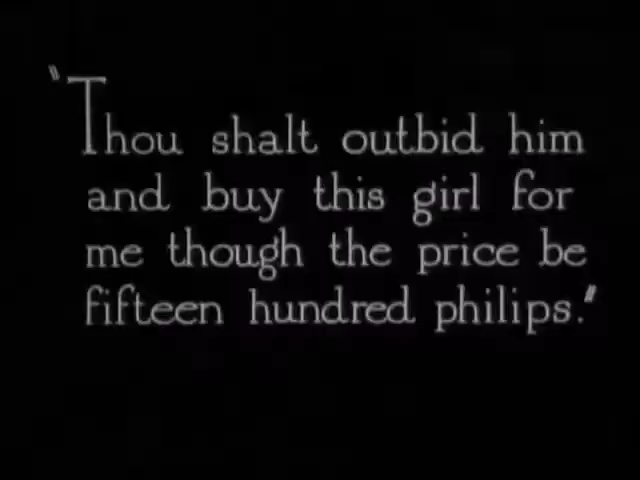 "Thou shalt outbid him
and buy this girl for
me though the price be
fifteen hundred philips."